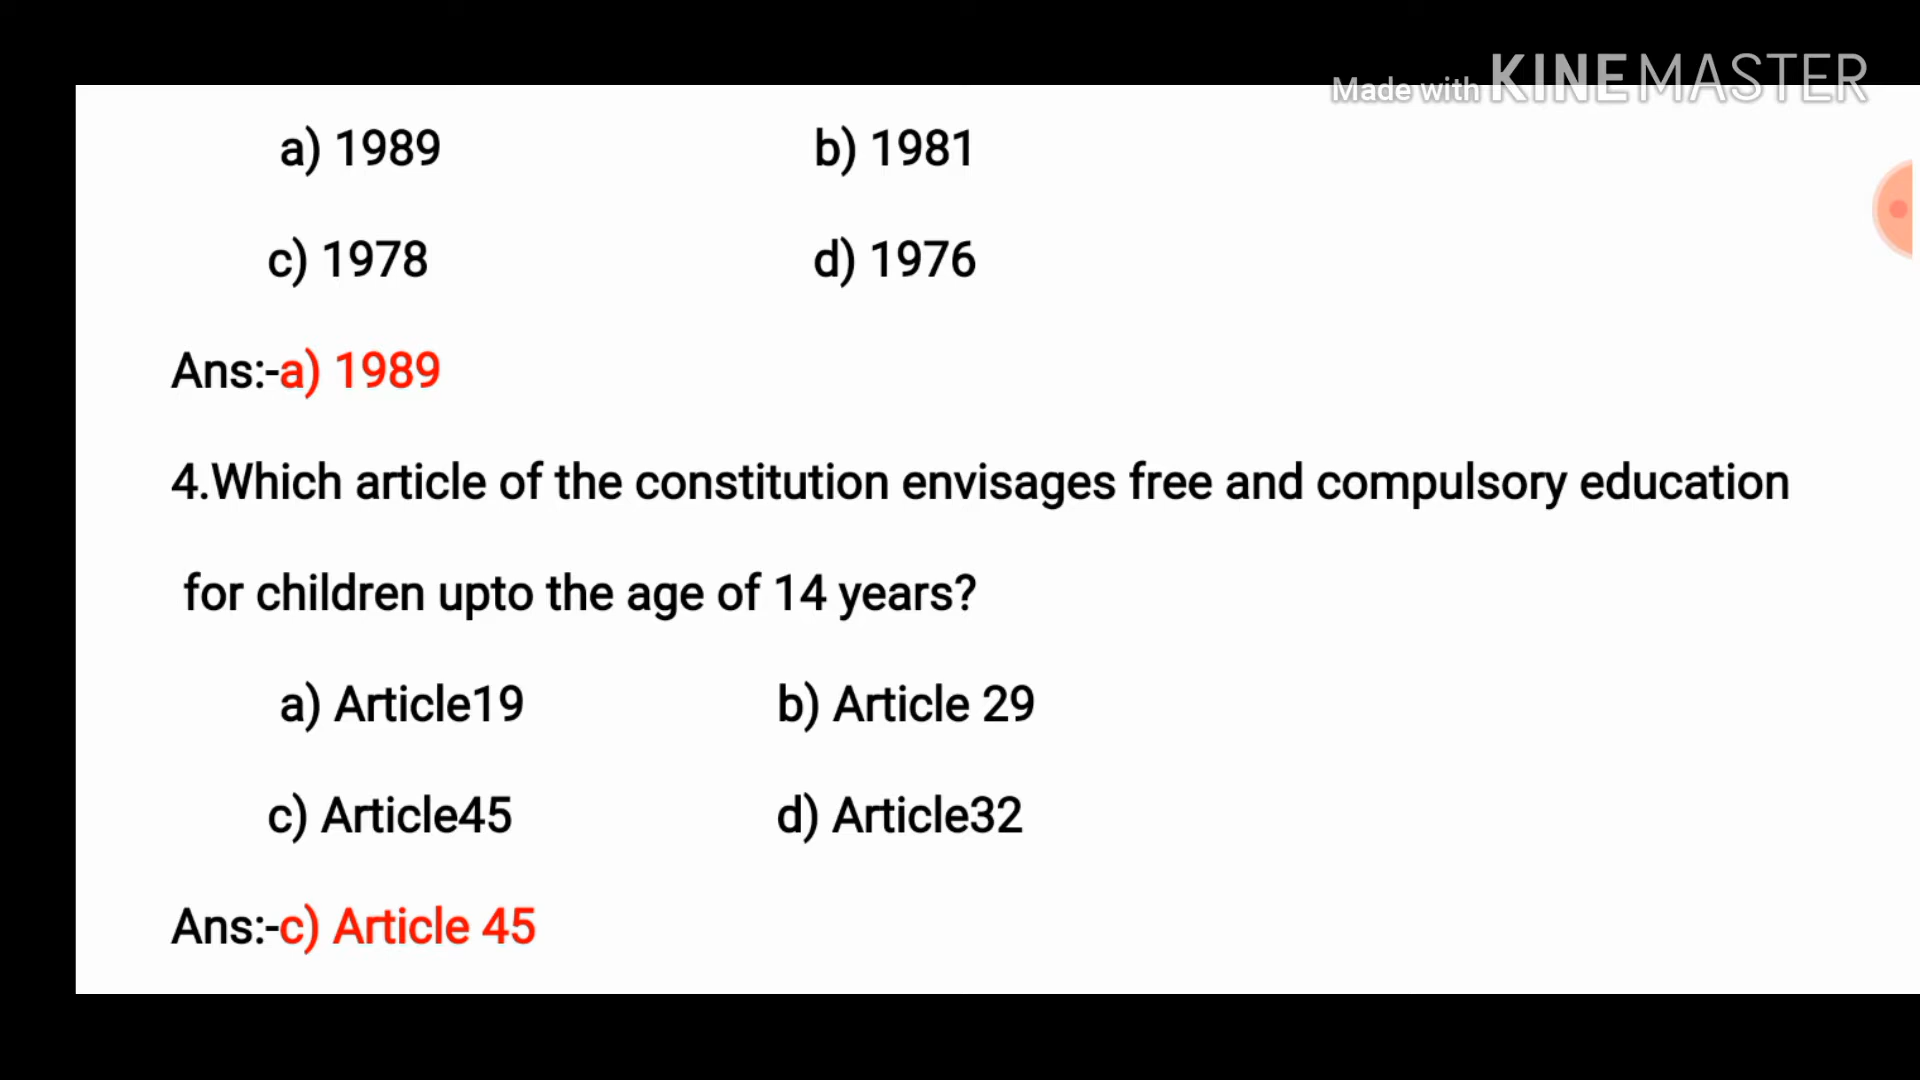 Made with KINEMASTER
a) 1989 b) 1981
c) 1978 d) 1976
Ans:-a) 1989
4.Which article of the constitution envisages free and compulsory education
for children upto the age of 14 years?
a) Article19 b) Article 29
c) Article45 d) Article32
Ans:-c) Article 45